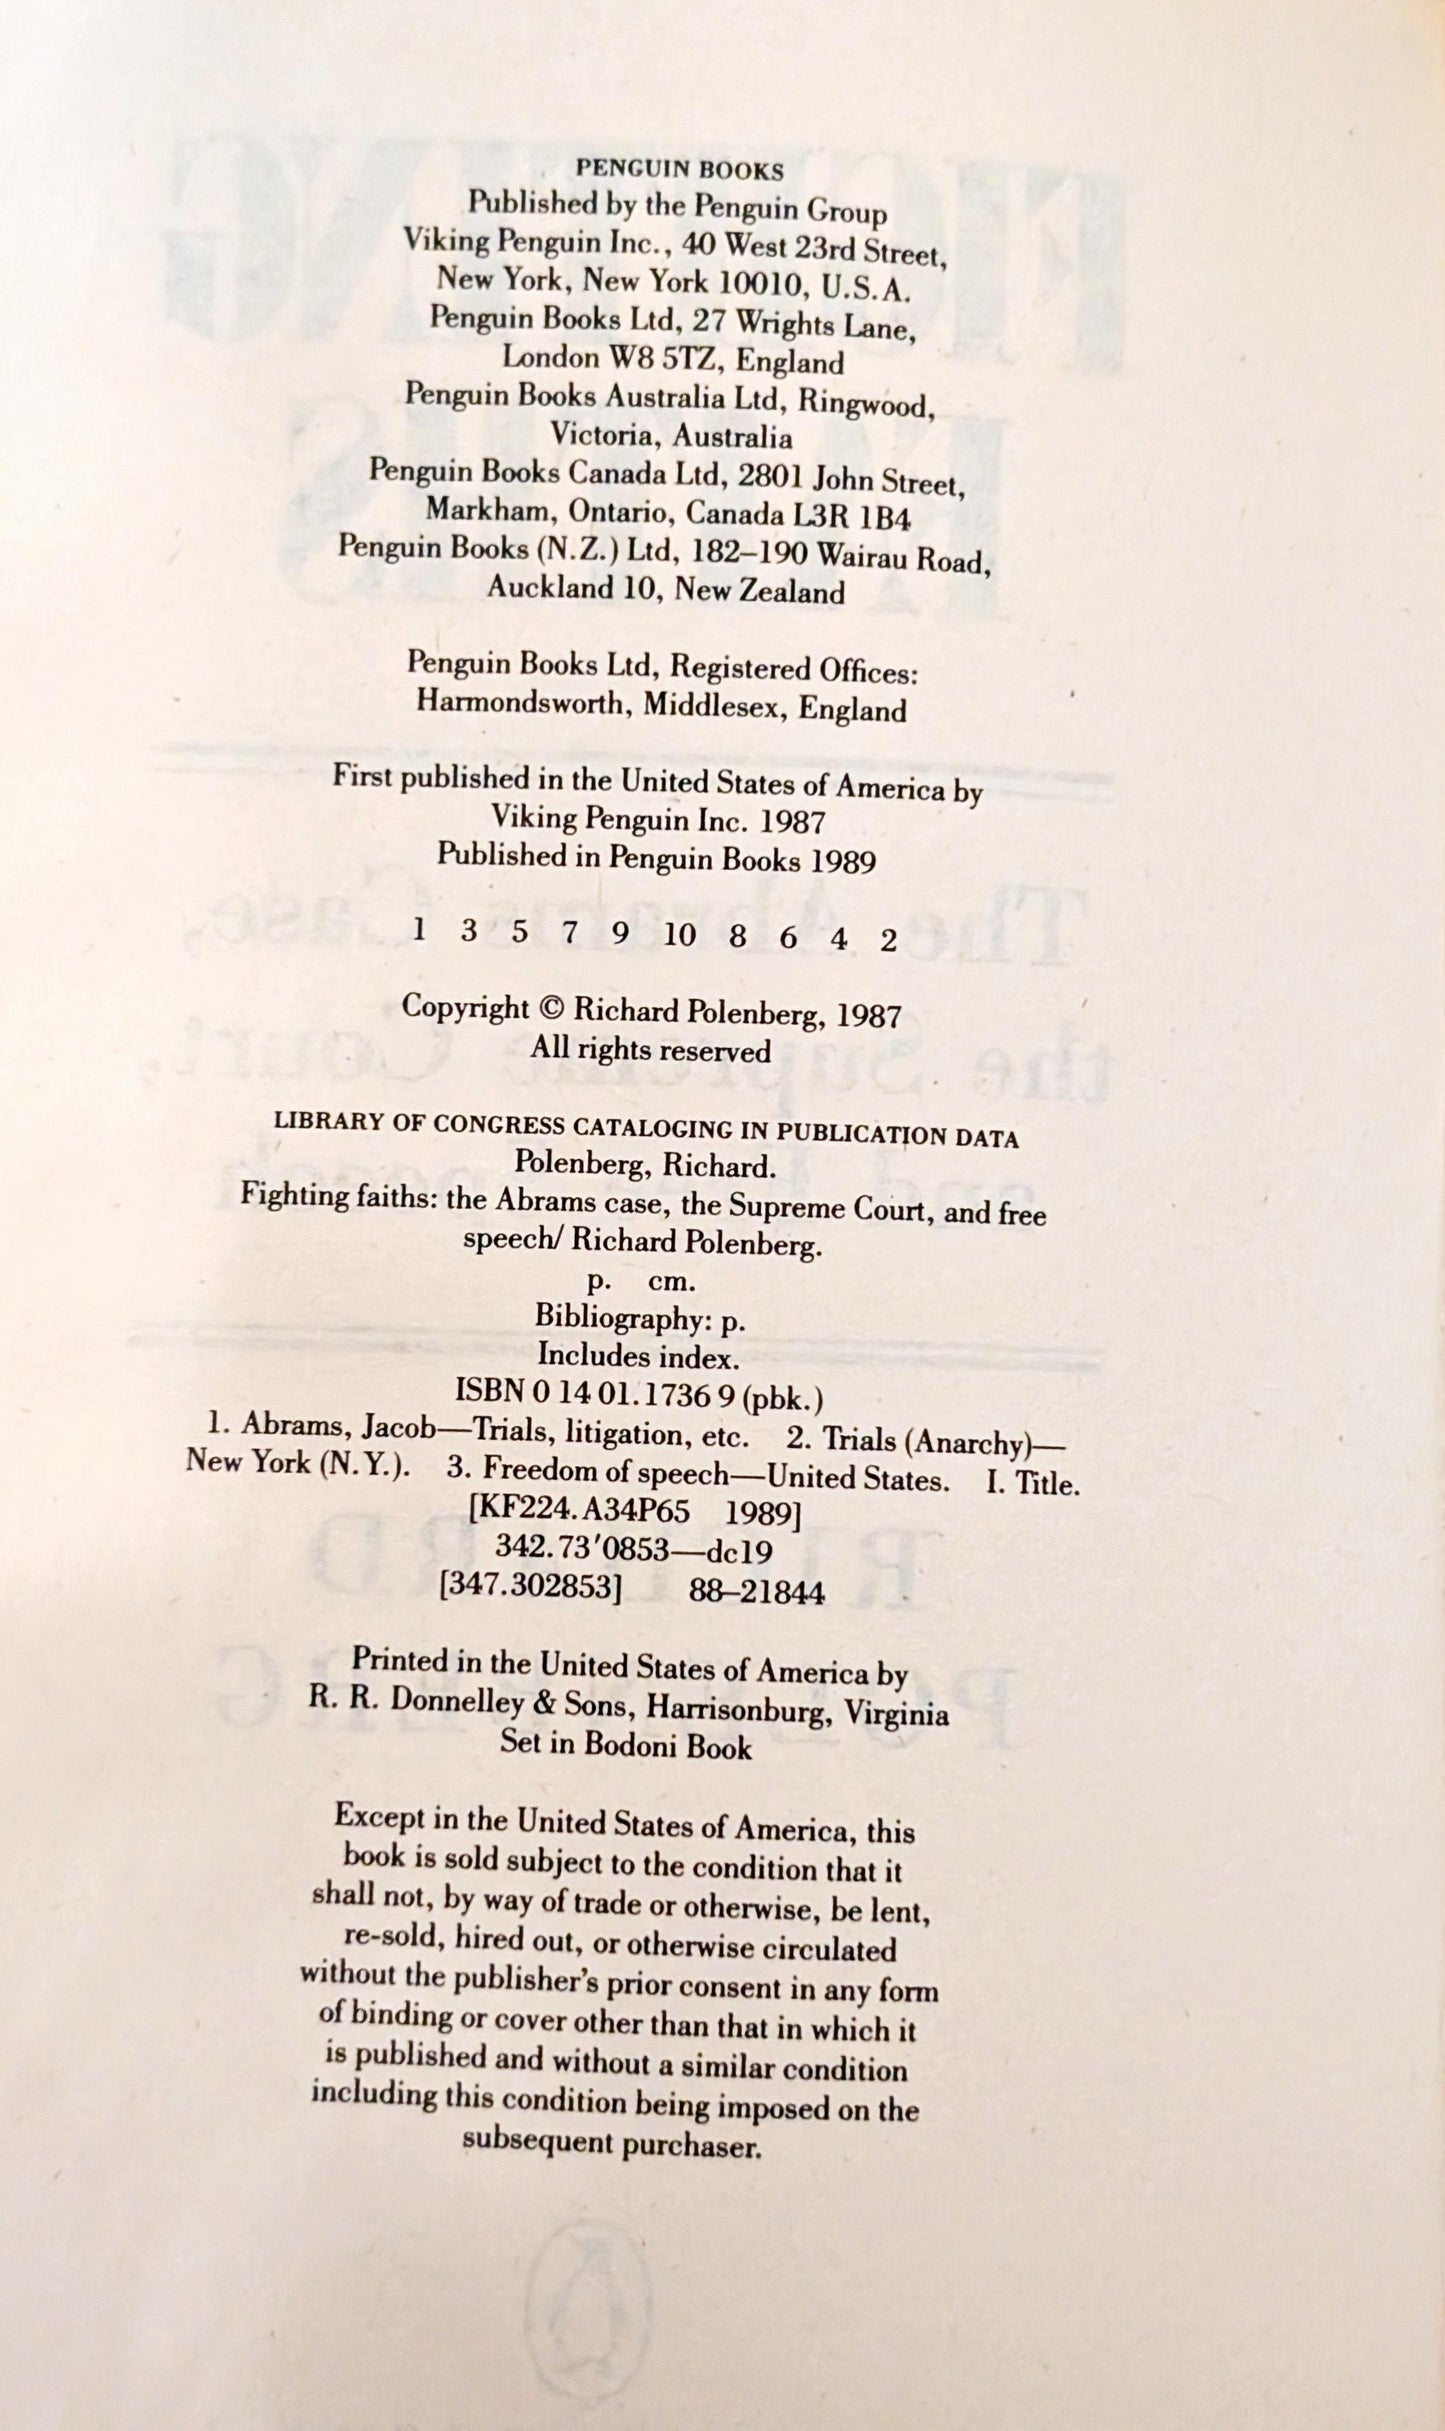 PENGUIN BOOKS
Published by the Penguin Group
Viking Penguin Inc., 40 West 23rd Street,
New York, New York 10010, U.S.A.
Penguin Books Ltd, 27 Wrights Lane,
London W8 5TZ, England
Penguin Books Australia Ltd, Ringwood,
Victoria, Australia
Penguin Books Canada Ltd, 2801 John Street,
Markham, Ontario, Canada L3R 1B4
Penguin Books (N.Z.) Ltd, 182–190 Wairau Road,
Auckland 10, New Zealand
Penguin Books Ltd, Registered Offices:
Harmondsworth, Middlesex, England
First published in the United States of America by
Viking Penguin Inc. 1987
Published in Penguin Books 1989
1 3 5 7 9 10 8 6 4 2
Copyright © Richard Polenberg, 1987
All rights reserved
LIBRARY OF CONGRESS CATALOGING IN PUBLICATION DATA
Polenberg, Richard.
Fighting faiths: the Abrams case, the Supreme Court, and free
speech/ Richard Polenberg.
p. cm.
Bibliography: p.
Includes index.
ISBN 0 14 01.1736 9 (pbk.)
1. Abrams, Jacob—Trials, litigation, etc. 2. Trials (Anarchy)—
New York (N.Y.). 3. Freedom of speech—United States. I. Title.
[KF224.A34P65 1989]
342.73′0853—dc19
[347.302853] 88–21844
Printed in the United States of America by
R. R. Donnelley & Sons, Harrisonburg, Virginia
Set in Bodoni Book
Except in the United States of America, this
book is sold subject to the condition that it
shall not, by way of trade or otherwise, be lent,
re-sold, hired out, or otherwise circulated
without the publisher's prior consent in any form
of binding or cover other than that in which it
is published and without a similar condition
including this condition being imposed on the
subsequent purchaser.